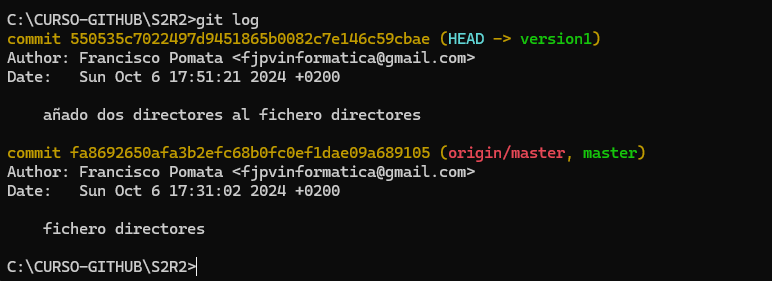 C:\CURSO-GITHUB\S2R2>git log
commit 550535c7022497d9451865b0082c7e146c59cbae (HEAD -> version1)
Author: Francisco Pomata <fjpvinformatica@gmail.com>
Date:   Sun Oct 6 17:51:21 2024 +0200
añado dos directores al fichero directores
commit fa8692650afa3b2efc68b0fc0ef1dae09a689105 (origin/master, master)
Author: Francisco Pomata <fjpvinformatica@gmail.com>
Date:   Sun Oct 6 17:31:02 2024 +0200
fichero directores
C:\CURSO-GITHUB\S2R2>